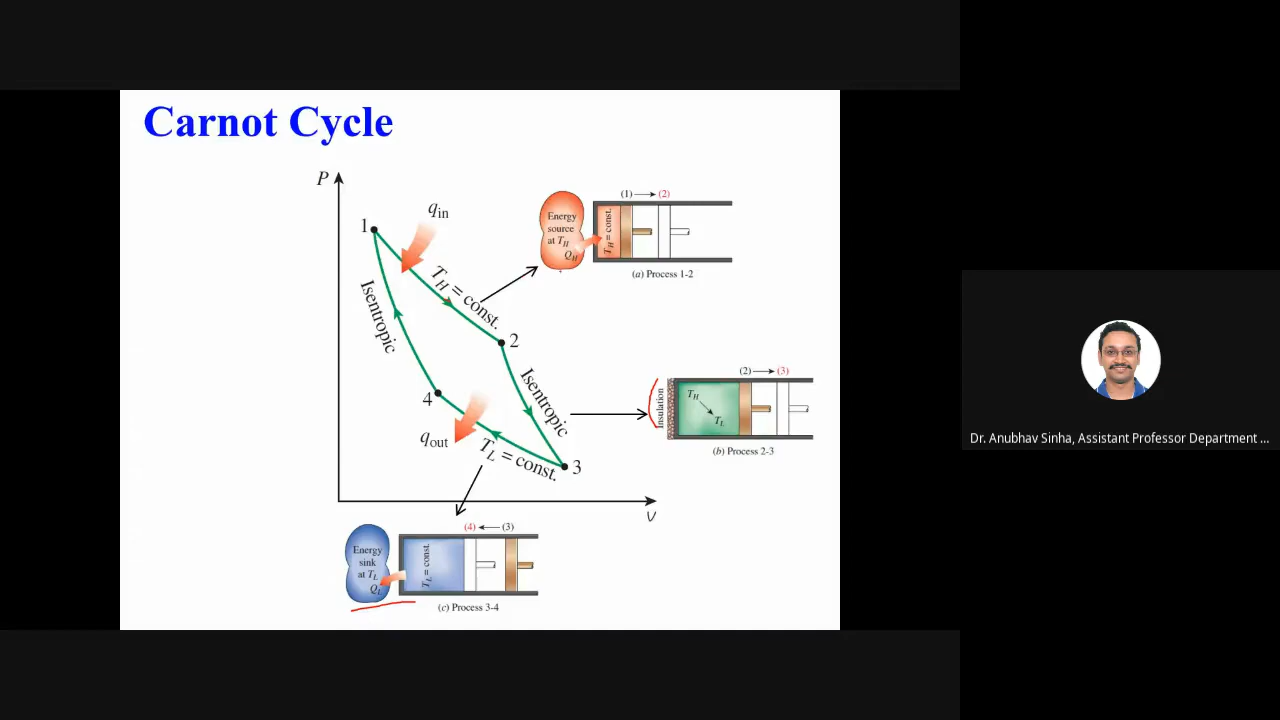 Carnot Cycle
P
1
q_in
T_H = const.
2
Isentropic
Isentropic
4
q_out
T_L = const.
3
v
(1) → (2)
Energy
source
at T_H
Q_H
T_H = const.
(a) Process 1-2
(2) → (3)
Insulation
T_H
T_L
(b) Process 2-3
(4) ← (3)
Energy
sink
at T_L
Q_L
T_L = const.
(c) Process 3-4
Dr. Anubhav Sinha, Assistant Professor Department ...